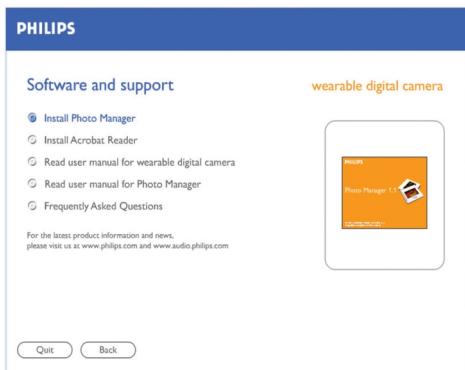 PHILIPS
Software and support
wearable digital camera
Install Photo Manager
Install Acrobat Reader
Read user manual for wearable digital camera
Read user manual for Photo Manager
Frequently Asked Questions
For the latest product information and news,
please visit us at www.philips.com and www.audio.philips.com
PHILIPS
Photo Manager 1.1
Quit
Back